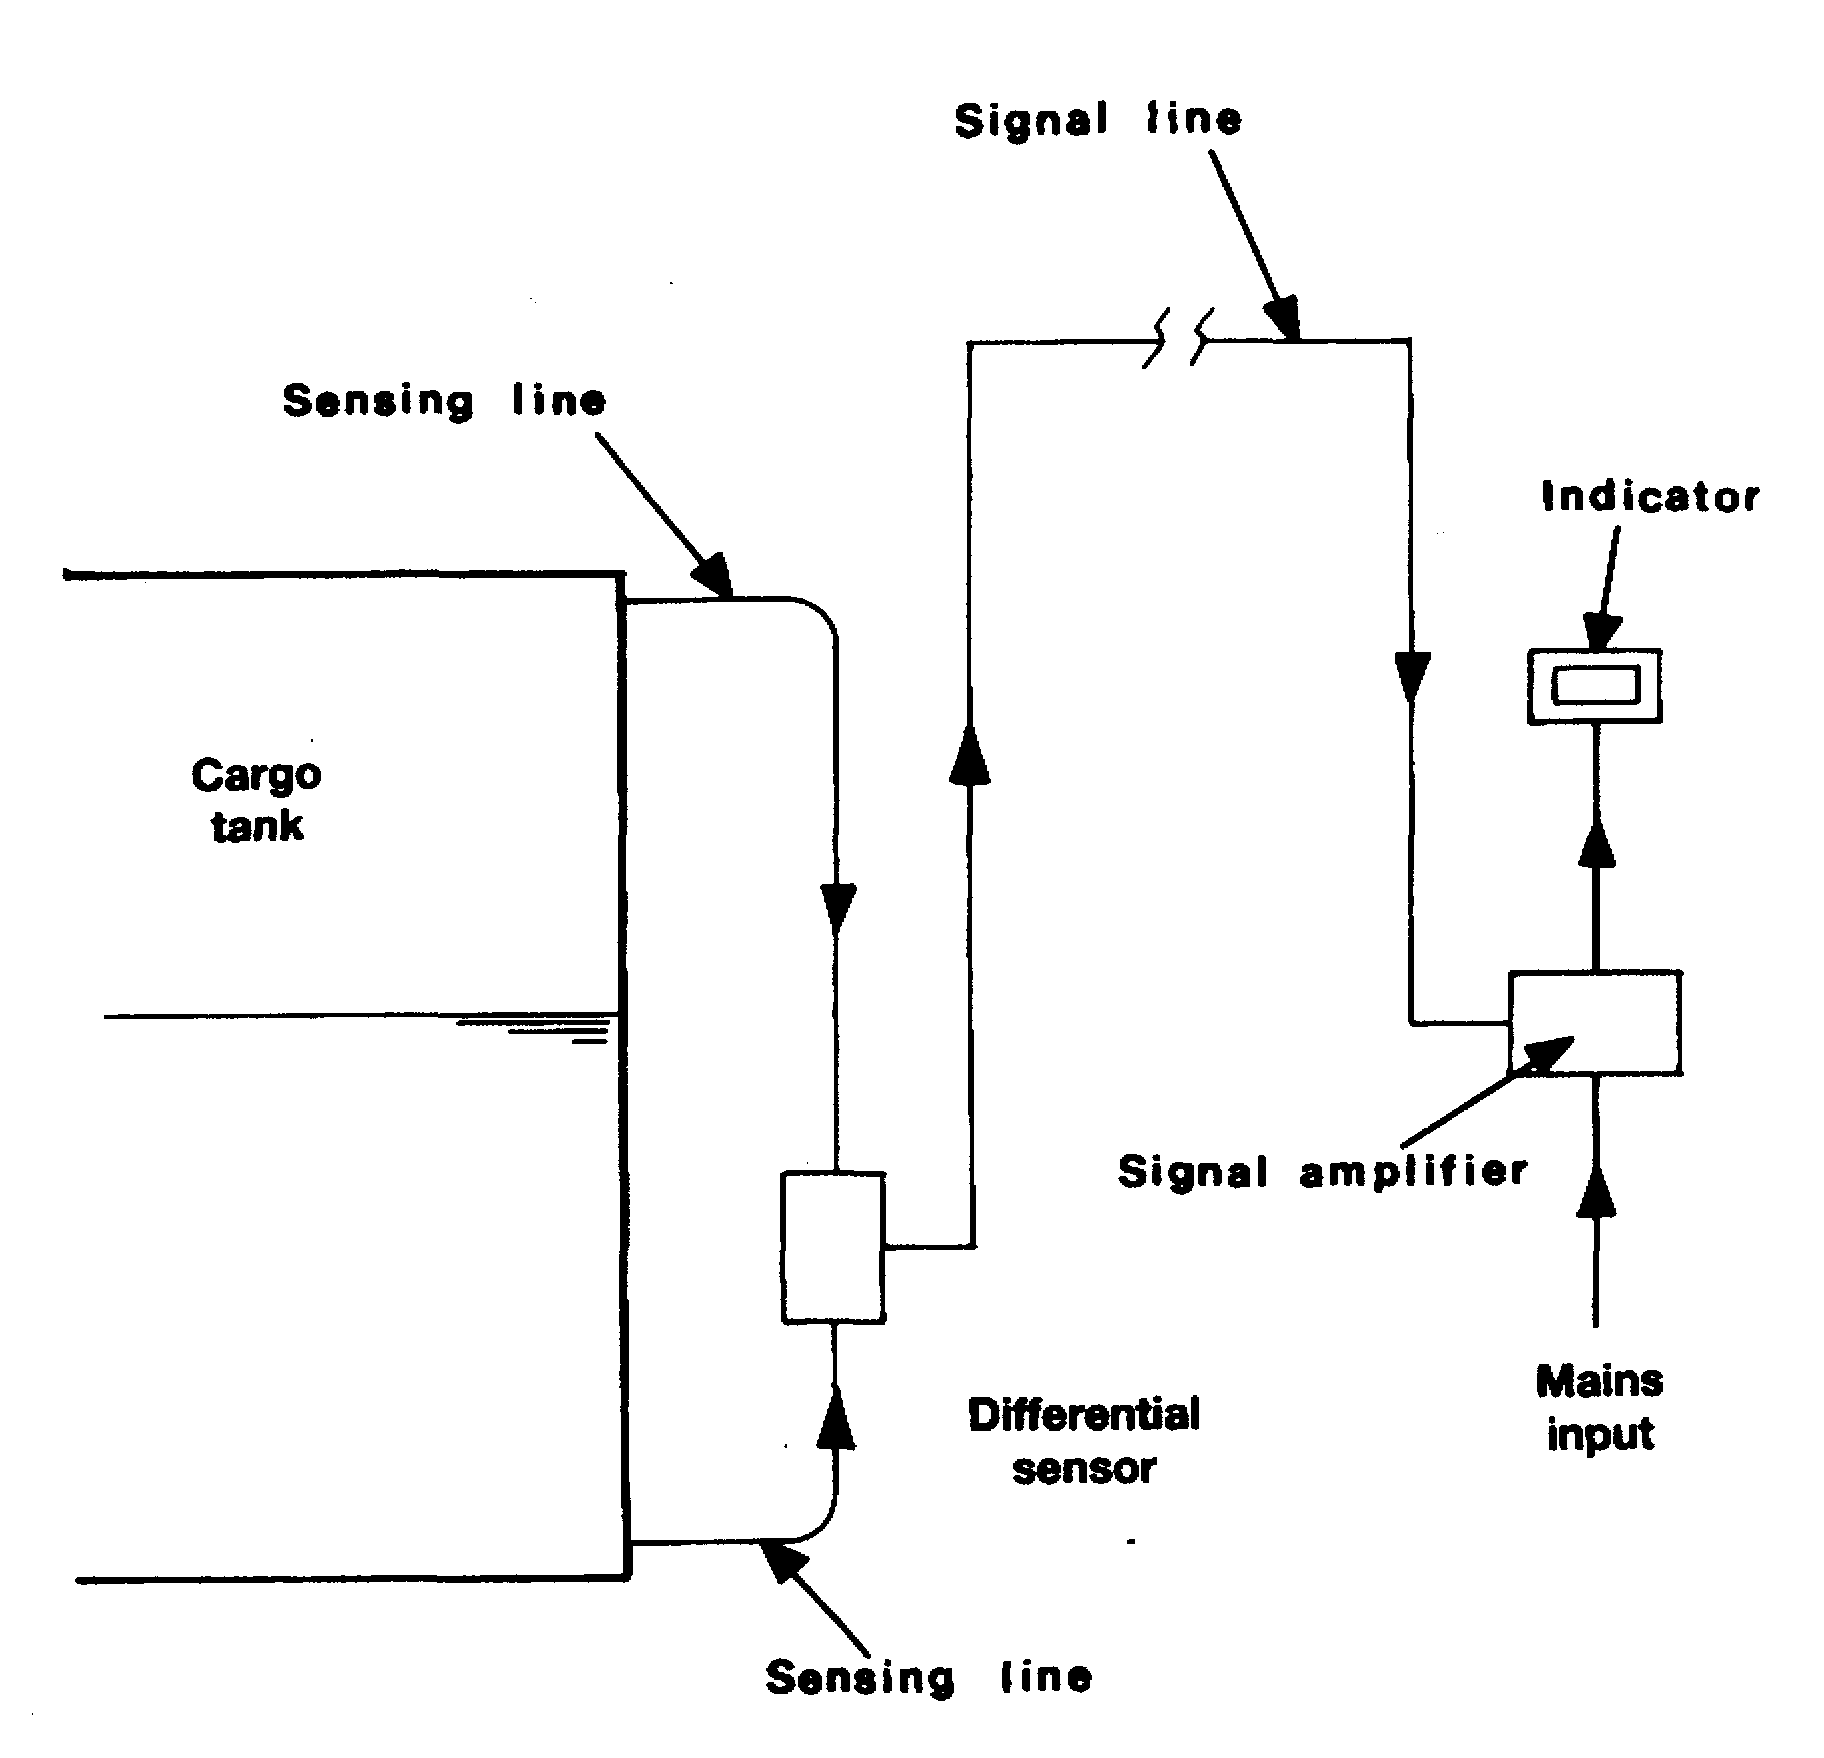 Signal line
Sensing line
Indicator
Cargo
tank
Signal amplifier
Mains
input
Differential
sensor
Sensing line